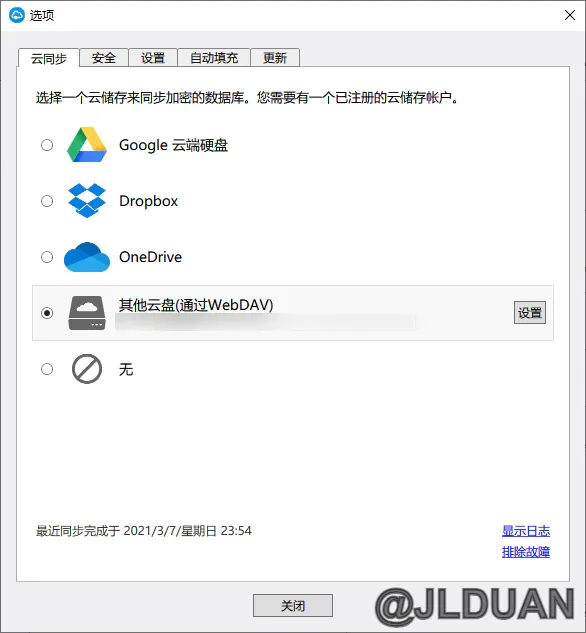 选项
云同步 安全 设置 自动填充 更新
选择一个云储存来同步加密的数据库。您需要有一个已注册的云储存帐户。
Google 云端硬盘
Dropbox
OneDrive
其他云盘(通过WebDAV)
设置
无
最近同步完成于 2021/3/7/星期日 23:54
显示日志
排除故障
关闭
@JLDUAN